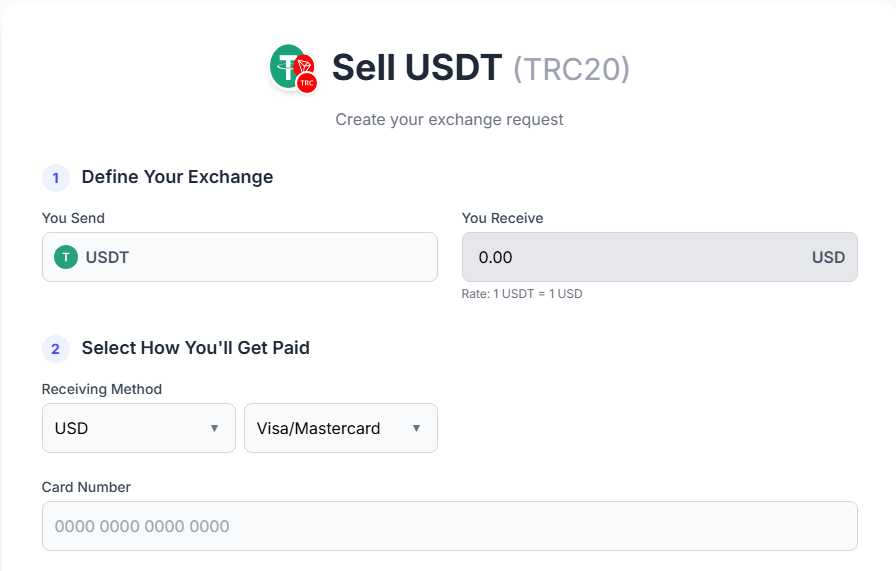 T
TRC
Sell USDT (TRC20)
Create your exchange request
1 Define Your Exchange
You Send
You Receive
T USDT
0.00 USD
Rate: 1 USDT = 1 USD
2 Select How You'll Get Paid
Receiving Method
USD
Visa/Mastercard
Card Number
0000 0000 0000 0000